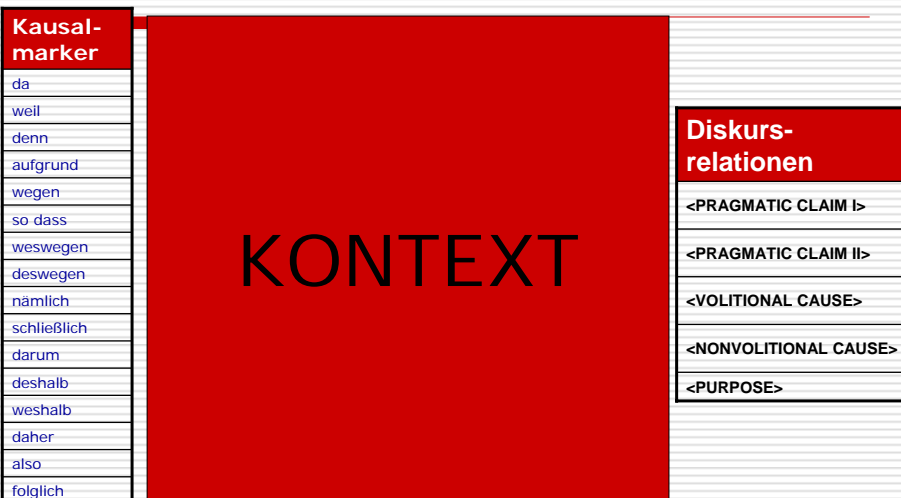 Kausal-
marker
da
weil
denn
aufgrund
wegen
so dass
weswegen
deswegen
nämlich
schließlich
darum
deshalb
weshalb
daher
also
folglich
KONTEXT
Diskurs-
relationen
<PRAGMATIC CLAIM I>
<PRAGMATIC CLAIM II>
<VOLITIONAL CAUSE>
<NONVOLITIONAL CAUSE>
<PURPOSE>